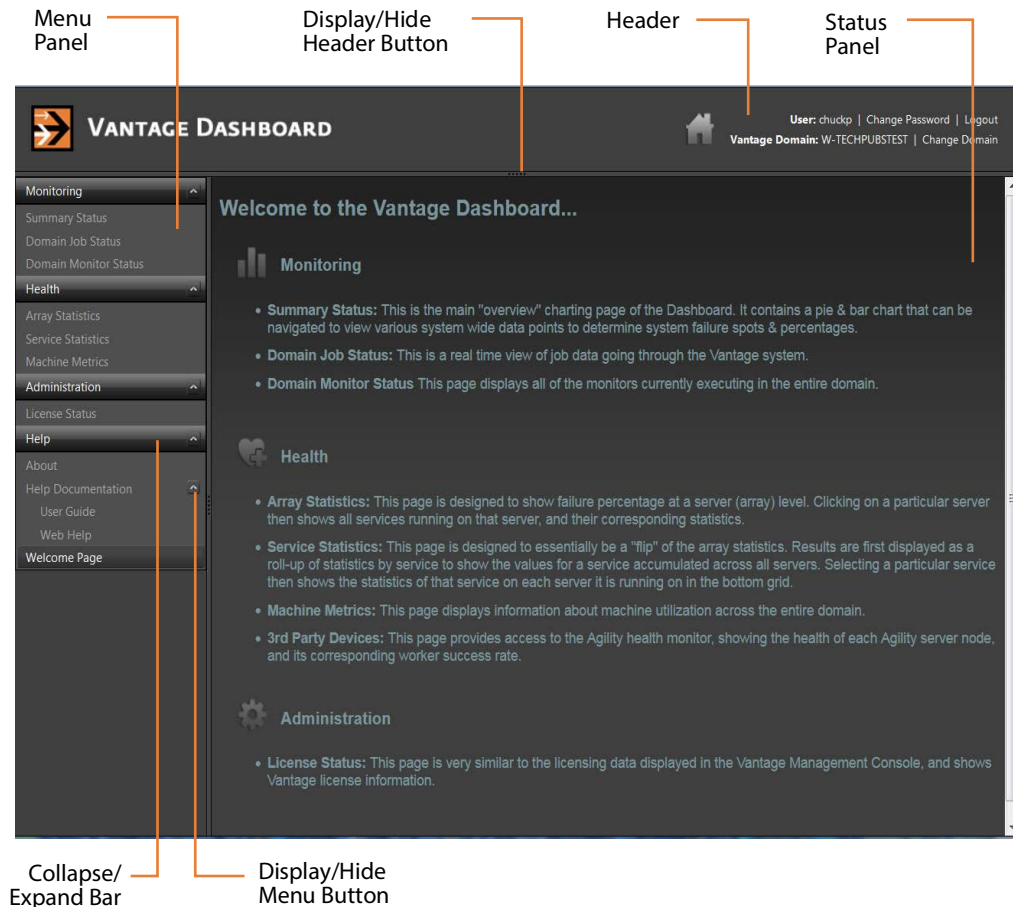 Menu
Panel
Display/Hide
Header Button
Header
Status
Panel
VANTAGE DASHBOARD
User: chuckp | Change Password | Logout
Vantage Domain: W-TECHPUBSTEST | Change Domain
Monitoring
Summary Status
Domain Job Status
Domain Monitor Status
Health
Array Statistics
Service Statistics
Machine Metrics
Administration
License Status
Help
About
Help Documentation
User Guide
Web Help
Welcome Page
Welcome to the Vantage Dashboard...
Monitoring
• Summary Status: This is the main "overview" charting page of the Dashboard. It contains a pie & bar chart that can be
navigated to view various system wide data points to determine system failure spots & percentages.
• Domain Job Status: This is a real time view of job data going through the Vantage system.
• Domain Monitor Status This page displays all of the monitors currently executing in the entire domain.
Health
• Array Statistics: This page is designed to show failure percentage at a server (array) level. Clicking on a particular server
then shows all services running on that server, and their corresponding statistics.
• Service Statistics: This page is designed to essentially be a "flip" of the array statistics. Results are first displayed as a
roll-up of statistics by service to show the values for a service accumulated across all servers. Selecting a particular service
then shows the statistics of that service on each server it is running on in the bottom grid.
• Machine Metrics: This page displays information about machine utilization across the entire domain.
• 3rd Party Devices: This page provides access to the Agility health monitor, showing the health of each Agility server node,
and its corresponding worker success rate.
Administration
• License Status: This page is very similar to the licensing data displayed in the Vantage Management Console, and shows
Vantage license information.
Collapse/
Expand Bar
Display/Hide
Menu Button